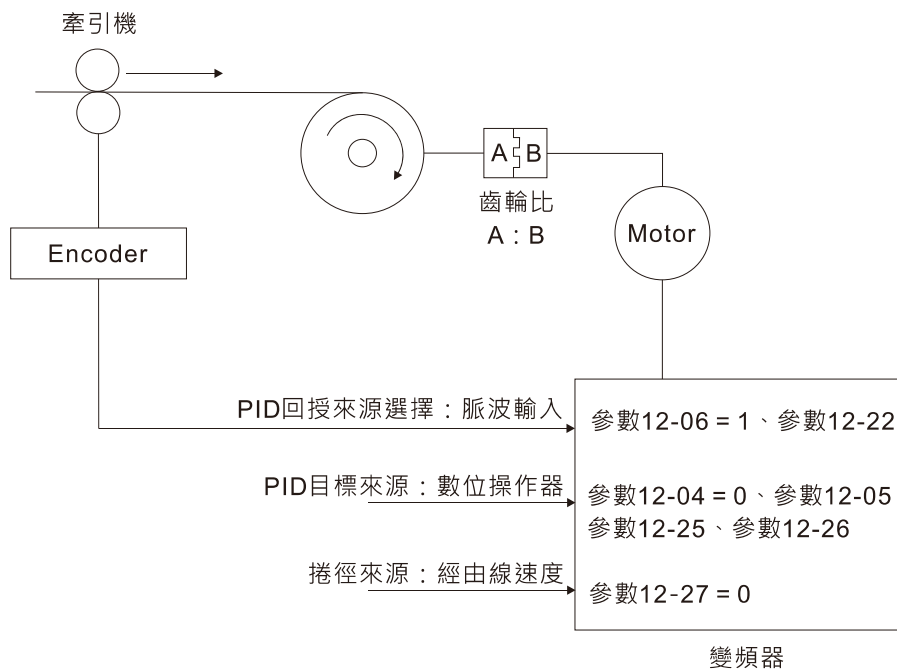 牽引機
A B
齒輪比
A：B
Motor
Encoder
PID回授來源選擇：脈波輸入
參數12-06 = 1、參數12-22
PID目標來源：數位操作器
參數12-04 = 0、參數12-05
參數12-25、參數12-26
捲徑來源：經由線速度
參數12-27 = 0
變頻器